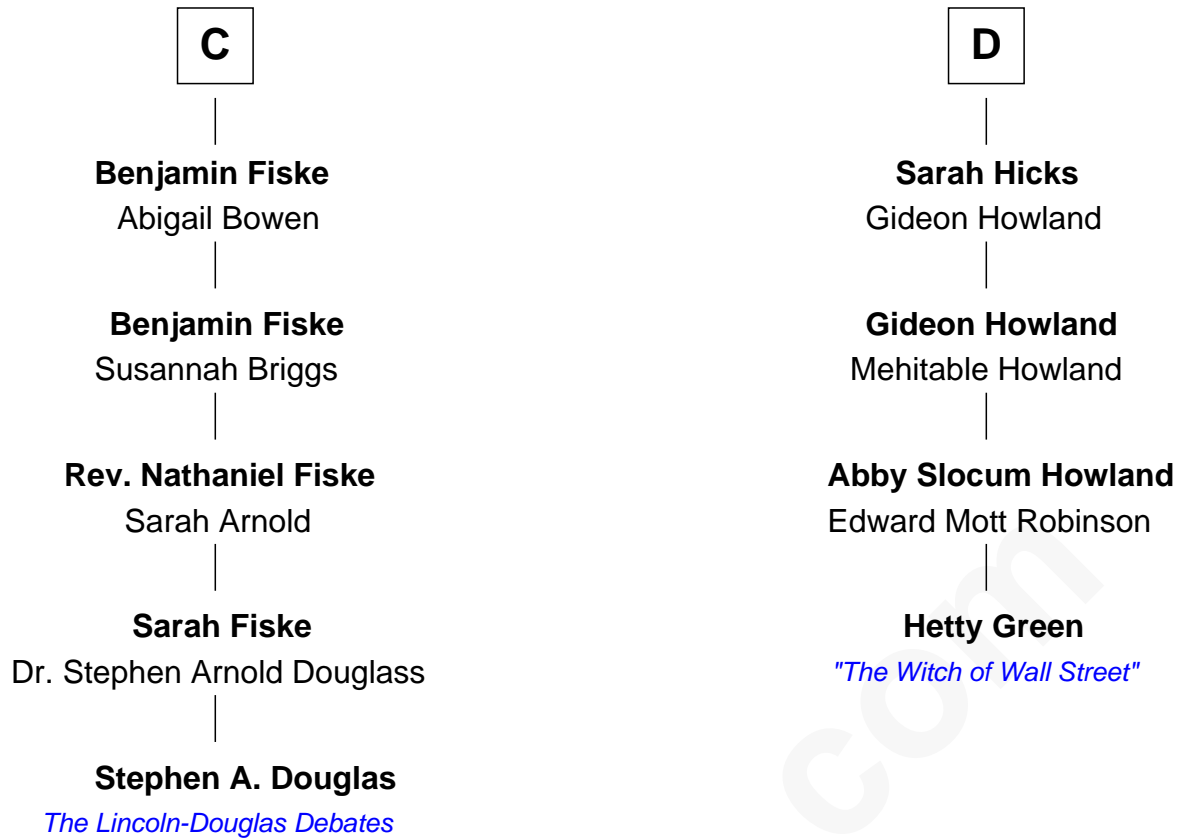 C
Benjamin Fiske
Abigail Bowen
Benjamin Fiske
Susannah Briggs
Rev. Nathaniel Fiske
Sarah Arnold
Sarah Fiske
Dr. Stephen Arnold Douglass
Stephen A. Douglas
The Lincoln-Douglas Debates
D
Sarah Hicks
Gideon Howland
Gideon Howland
Mehitable Howland
Abby Slocum Howland
Edward Mott Robinson
Hetty Green
"The Witch of Wall Street"
com